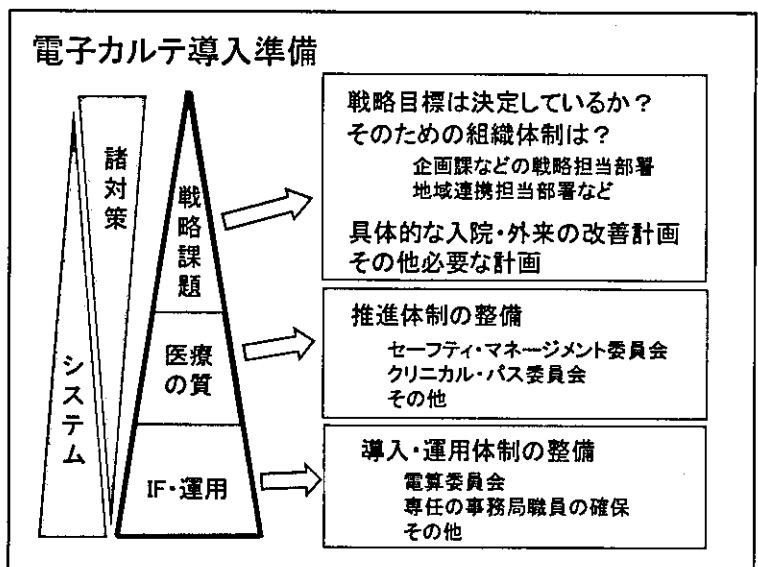 電子カルテ導入準備
諸対策
システム
戦略課題
医療
の質
IF・運用
戦略目標は決定しているか？
そのための組織体制は？
企画課などの戦略担当部署
地域連携担当部署など
具体的な入院・外来の改善計画
その他必要な計画
推進体制の整備
セーフティ・マネージメント委員会
クリニカル・パス委員会
その他
導入・運用体制の整備
電算委員会
専任の事務局職員の確保
その他